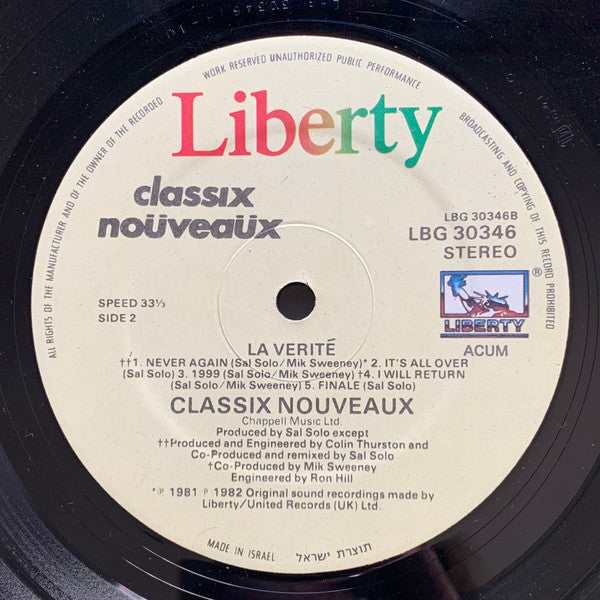 ALL RIGHTS OF THE MANUFACTURER AND OF THE OWNER OF THE RECORDED WORK RESERVED UNAUTHORIZED PUBLIC PERFORMANCE BROADCASTING AND COPYING OF THIS RECORD PROHIBITED
Liberty
classix
noüveaüx
LBG 30346B
LBG 30346
STEREO
®
LIBERTY
ACUM
SPEED 33⅓
SIDE 2
LA VERITÉ
††1. NEVER AGAIN (Sal Solo/Mik Sweeney)* 2. IT'S ALL OVER
(Sal Solo) 3. 1999 (Sal Solo/Mik Sweeney) †4. I WILL RETURN
(Sal Solo/Mik Sweeney) 5. FINALE (Sal Solo)
CLASSIX NOUVEAUX
Chappell Music Ltd.
Produced by Sal Solo except
††Produced and Engineered by Colin Thurston and
Co-Produced and remixed by Sal Solo
†Co-Produced by Mik Sweeney
Engineered by Ron Hill
*℗ 1981 ℗ 1982 Original sound recordings made by
Liberty/United Records (UK) Ltd.
MADE IN ISRAEL תוצרת ישראל